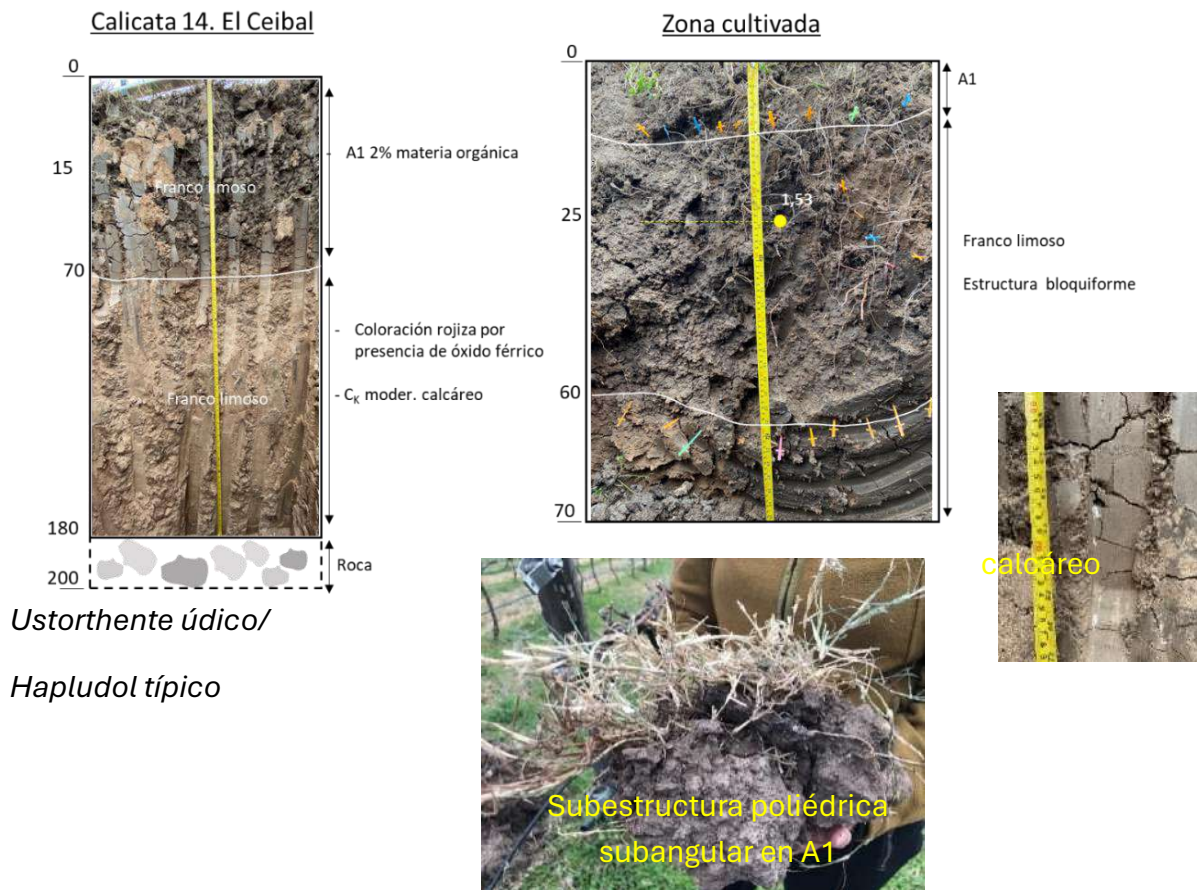 Calicata 14. El Ceibal
0
15
70
180
200
Franco limoso
Franco limoso
- A1 2% materia orgánica
- Coloración rojiza por
presencia de óxido férrico
- CK moder. calcáreo
Roca
Ustorthente údico/
Hapludol típico
Zona cultivada
0
25
60
70
1,53
A1
Franco limoso
Estructura bloquiforme
calcáreo
Subestructura poliédrica
subangular en A1